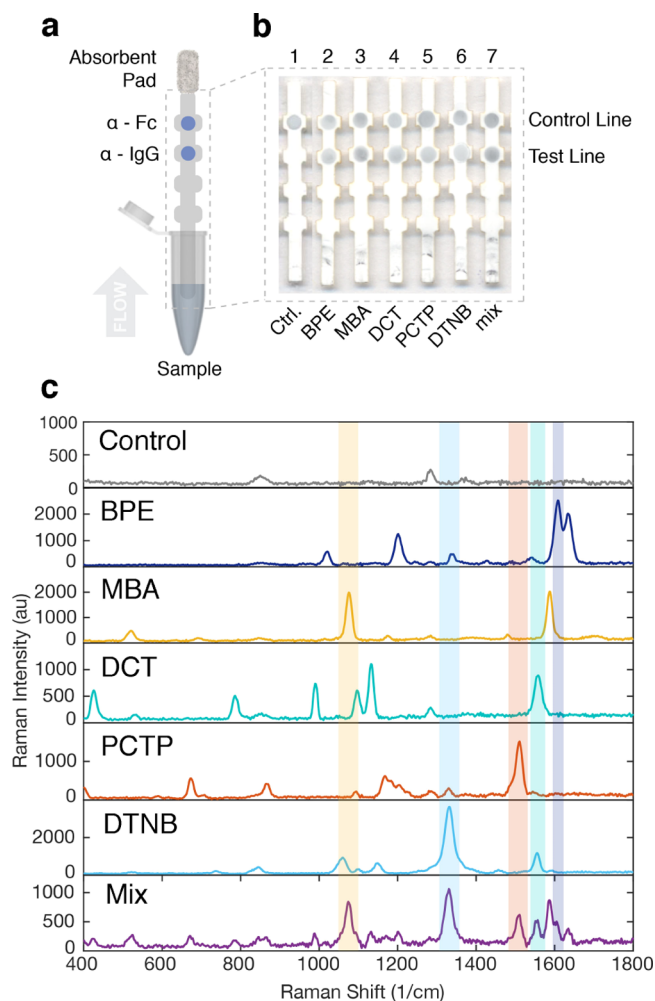 a
Absorbent
Pad
α - Fc
α - IgG
FLOW
Sample
b
1 2 3 4 5 6 7
Control Line
Test Line
Ctrl. BPE MBA DCT PCTP DTNB mix
c
Raman Intensity (au)
1000
500
0
Control
2000
1000
0
BPE
2000
1000
0
MBA
1000
500
0
DCT
1000
0
PCTP
2000
0
DTNB
1000
500
0
Mix
400 600 800 1000 1200 1400 1600 1800
Raman Shift (1/cm)